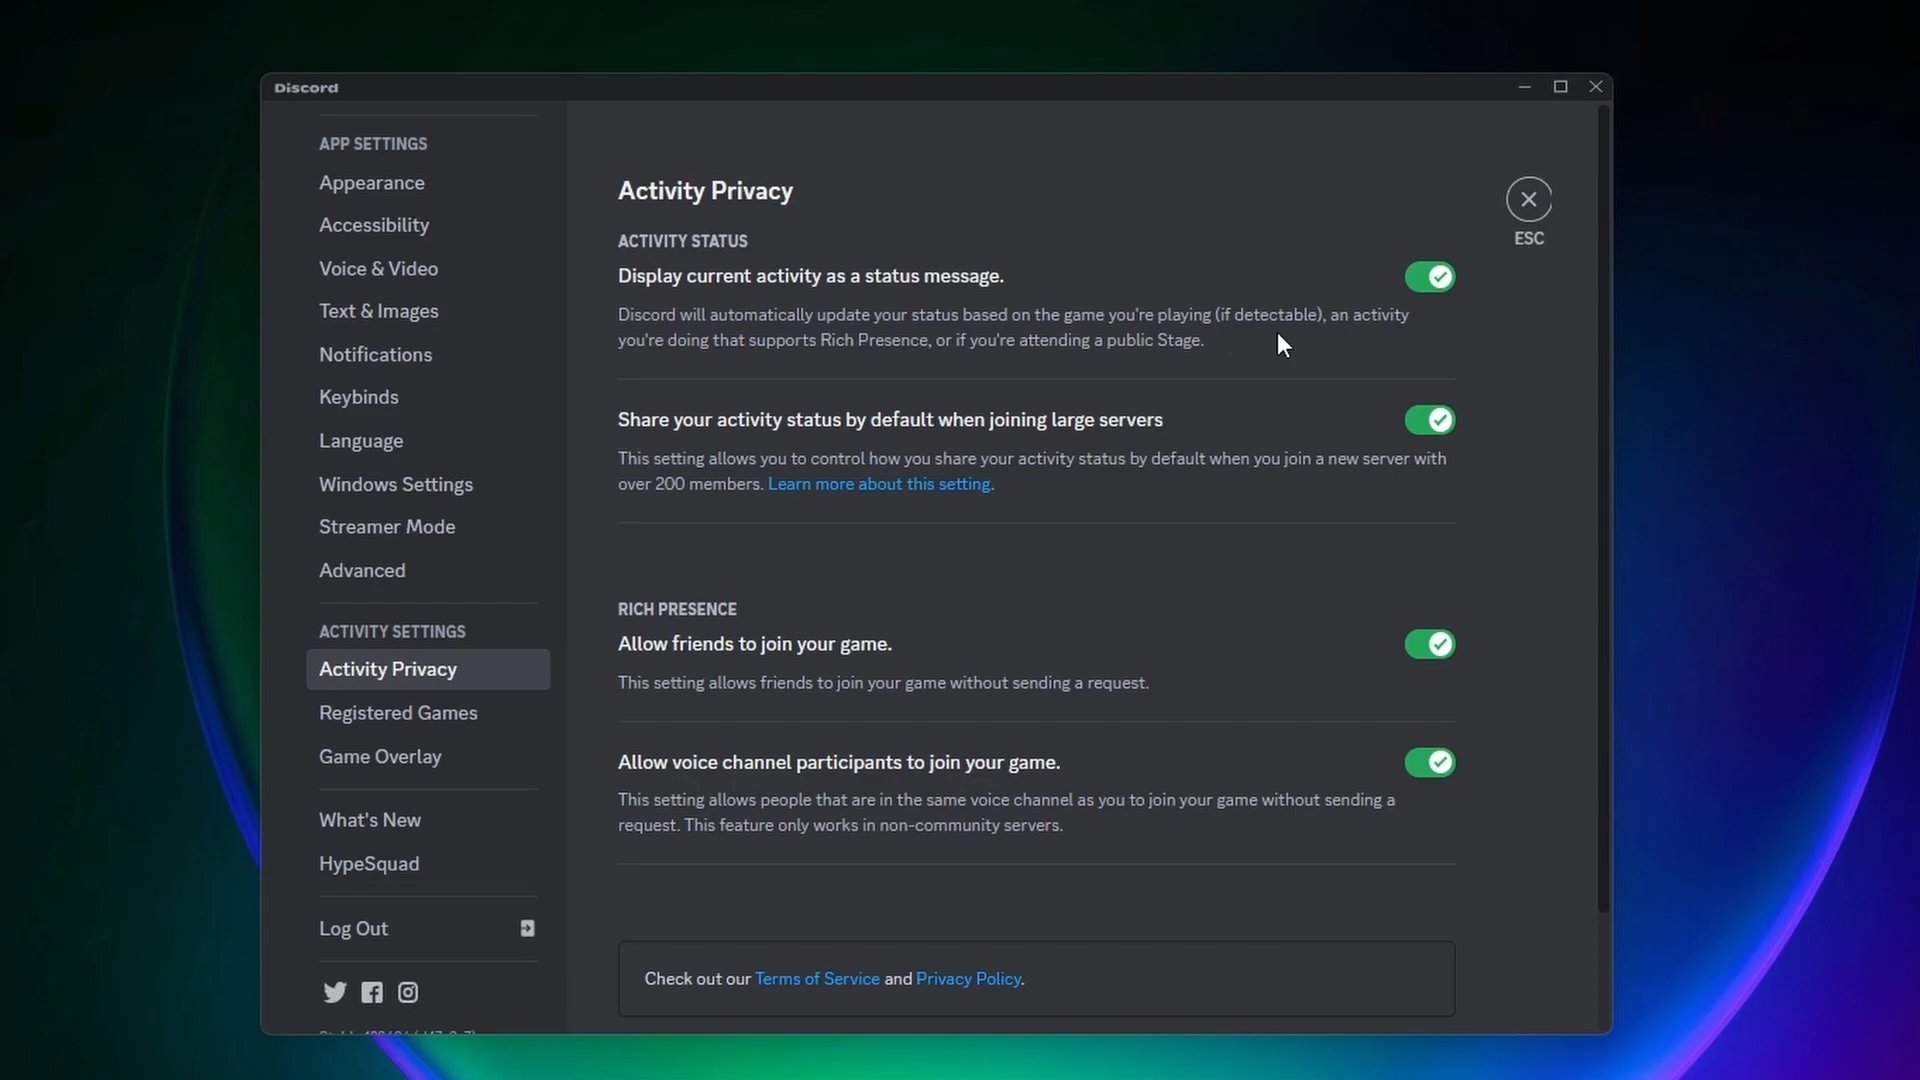 Discord
APP SETTINGS
Appearance
Accessibility
Voice & Video
Text & Images
Notifications
Keybinds
Language
Windows Settings
Streamer Mode
Advanced
ACTIVITY SETTINGS
Activity Privacy
Registered Games
Game Overlay
What's New
HypeSquad
Log Out
Activity Privacy
ESC
ACTIVITY STATUS
Display current activity as a status message.
Discord will automatically update your status based on the game you're playing (if detectable), an activity
you're doing that supports Rich Presence, or if you're attending a public Stage.
Share your activity status by default when joining large servers
This setting allows you to control how you share your activity status by default when you join a new server with
over 200 members. Learn more about this setting.
RICH PRESENCE
Allow friends to join your game.
This setting allows friends to join your game without sending a request.
Allow voice channel participants to join your game.
This setting allows people that are in the same voice channel as you to join your game without sending a
request. This feature only works in non-community servers.
Check out our Terms of Service and Privacy Policy.